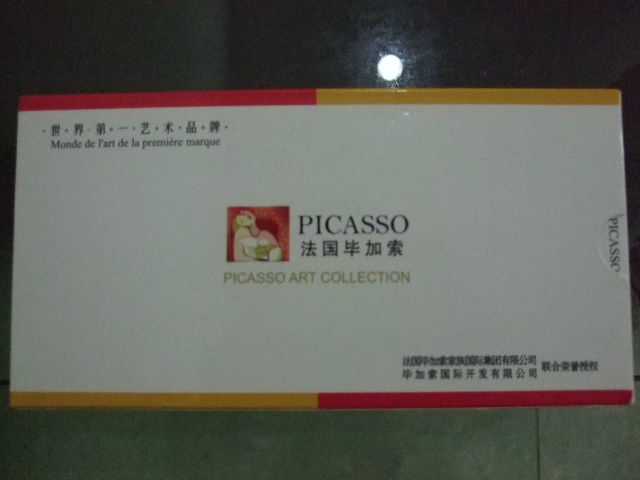 ·世·界·第·一·艺·术·品·牌·
Monde de l'art de la première marque
PICASSO
法国毕加索
PICASSO ART COLLECTION
PICASSO
法国毕加索家族国际集团有限公司
毕加索国际开发有限公司
联合荣誉授权